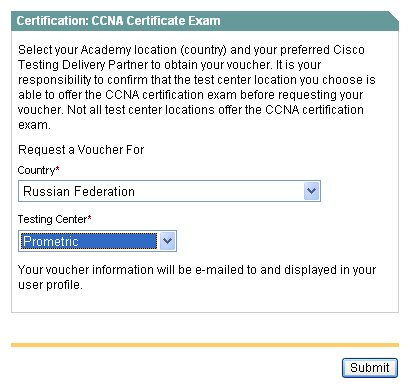 Certification: CCNA Certificate Exam
Select your Academy location (country) and your preferred Cisco
Testing Delivery Partner to obtain your voucher. It is your
responsibility to confirm that the test center location you choose is
able to offer the CCNA certification exam before requesting your
voucher. Not all test center locations offer the CCNA certification
exam.
Request a Voucher For
Country*
Russian Federation
Testing Center*
Prometric
Your voucher information will be e-mailed to and displayed in your
user profile.
Submit